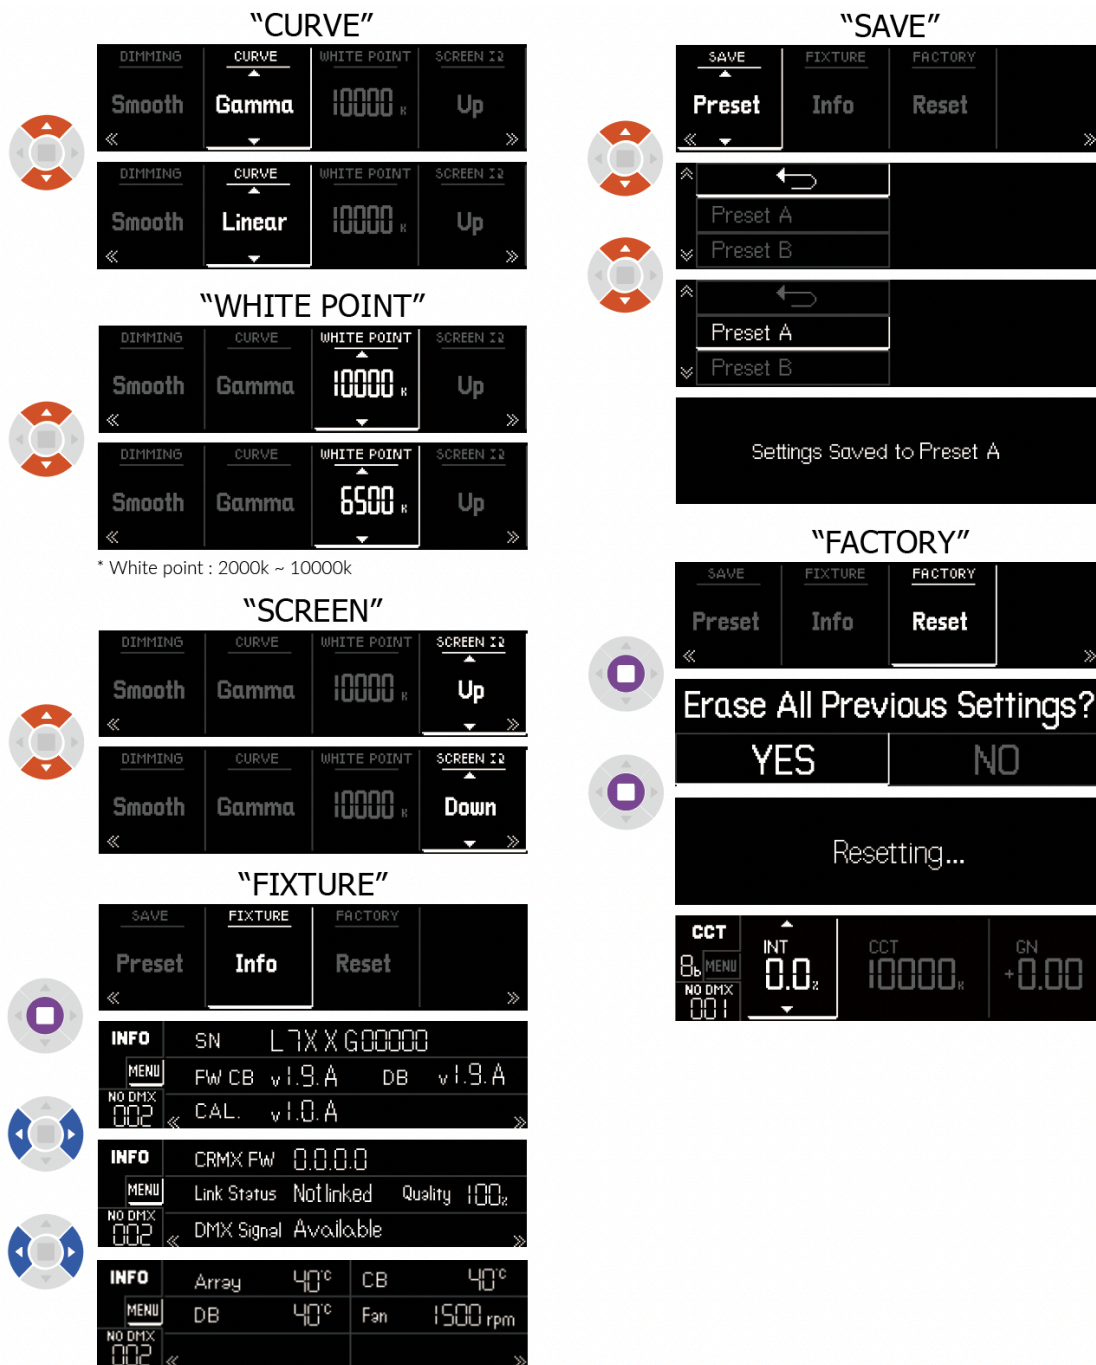 “CURVE”
DIMMING CURVE WHITE POINT SCREEN
Smooth Gamma 10000 K Up
« »
DIMMING CURVE WHITE POINT SCREEN
Smooth Linear 10000 K Up
« »
“WHITE POINT”
DIMMING CURVE WHITE POINT SCREEN
Smooth Gamma 10000 K Up
« »
DIMMING CURVE WHITE POINT SCREEN
Smooth Gamma 6500 K Up
« »
* White point : 2000k ~ 10000k
“SCREEN”
DIMMING CURVE WHITE POINT SCREEN
Smooth Gamma 10000 K Up
« »
DIMMING CURVE WHITE POINT SCREEN
Smooth Gamma 10000 K Down
« »
“FIXTURE”
SAVE FIXTURE FACTORY
Preset Info Reset
« »
INFO SN L7XXG00000
MENU FW CB v1.9.A DB v1.9.A
NO DMX
002 « CAL. v1.0.A »
INFO CRMX FW 0.0.0.0
MENU Link Status Not linked Quality 100%
NO DMX
002 « DMX Signal Available »
INFO Array 40°C CB 40°C
MENU DB 40°C Fan 1500 rpm
NO DMX
002 « »
“SAVE”
SAVE FIXTURE FACTORY
Preset Info Reset
« »
Preset A
Preset B
Preset A
Preset B
Settings Saved to Preset A
“FACTORY”
SAVE FIXTURE FACTORY
Preset Info Reset
« »
Erase All Previous Settings?
YES NO
Resetting...
CCT INT CCT GN
8b MENU 0.0% 10000K +0.00
NO DMX
001